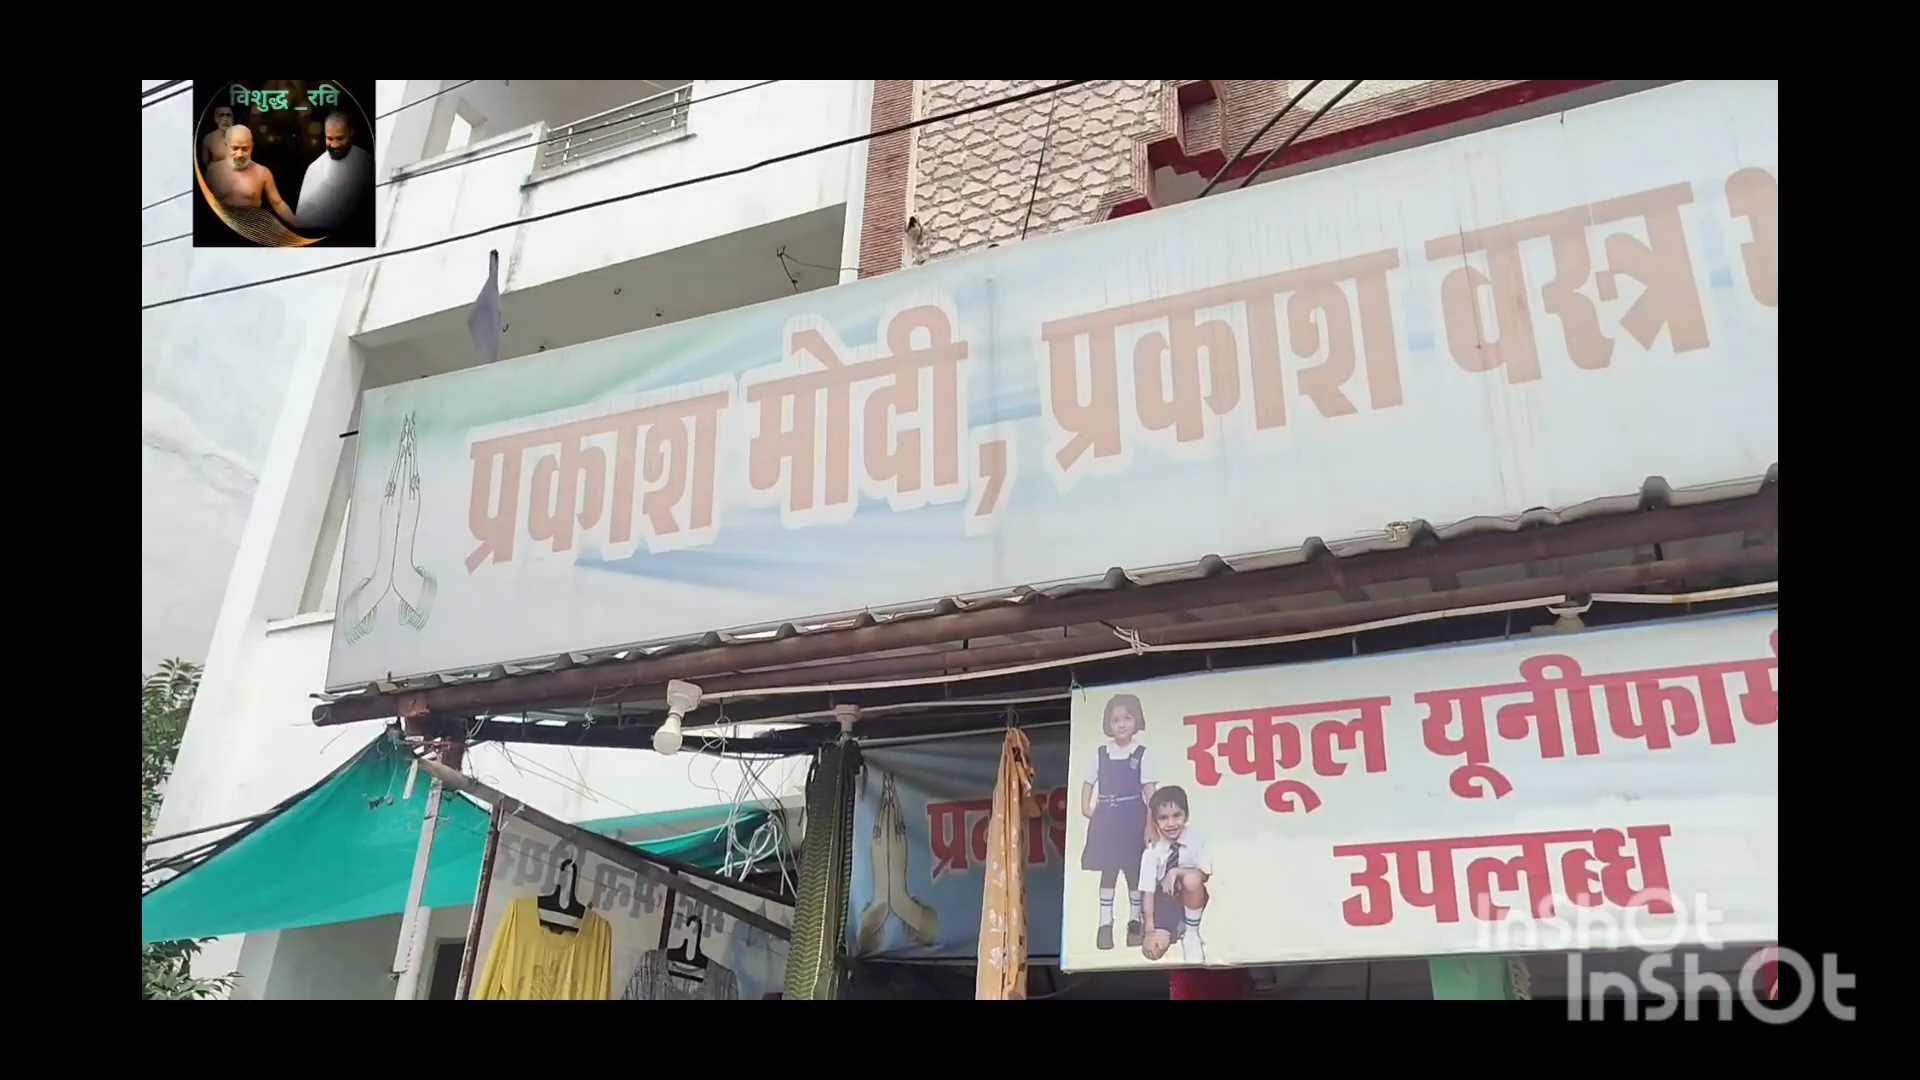 विशुद्ध _रवि
प्रकाश मोदी, प्रकाश वस्त्र
स्कूल यूनीफार्म
उपलब्ध
InShOt
InShOt